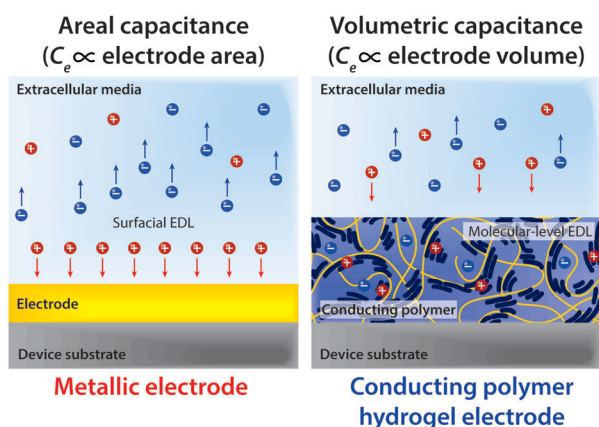 Areal capacitance
(Ce ∝ electrode area)
Extracellular media
Surfacial EDL
Electrode
Device substrate
Metallic electrode
Volumetric capacitance
(Ce ∝ electrode volume)
Extracellular media
Molecular-level EDL
Conducting polymer
Device substrate
Conducting polymer
hydrogel electrode